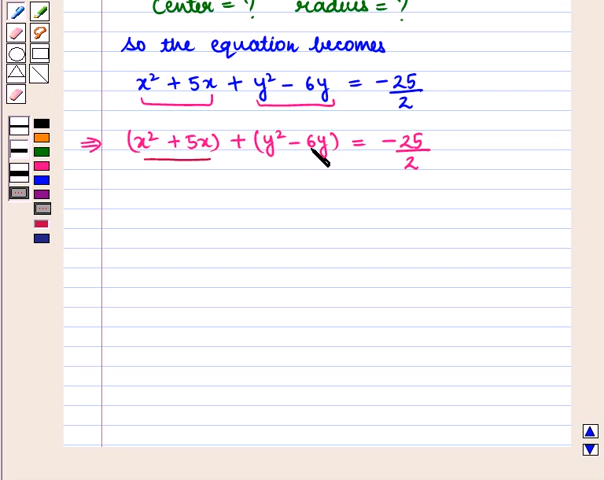 Center = ? radius = ?
so the equation becomes
x² + 5x + y² - 6y = -25/2
⇒ (x² + 5x) + (y² - 6y) = -25/2